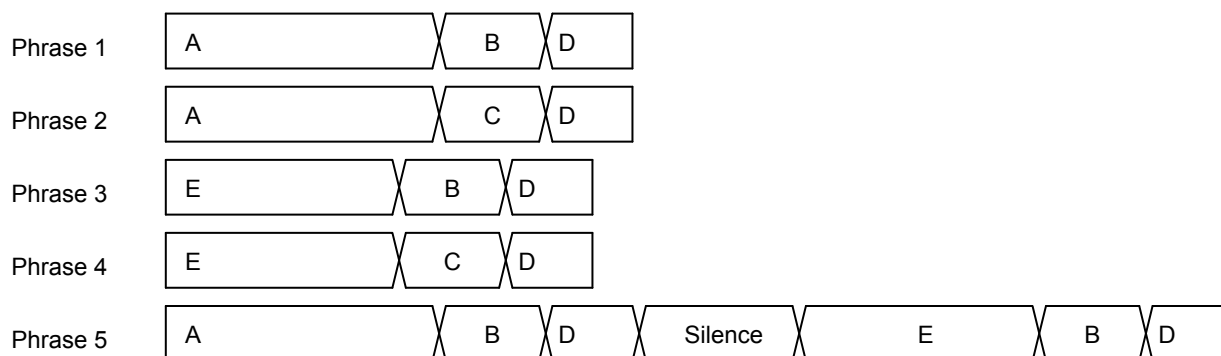 Phrase 1 A B D
Phrase 2 A C D
Phrase 3 E B D
Phrase 4 E C D
Phrase 5 A B D Silence E B D